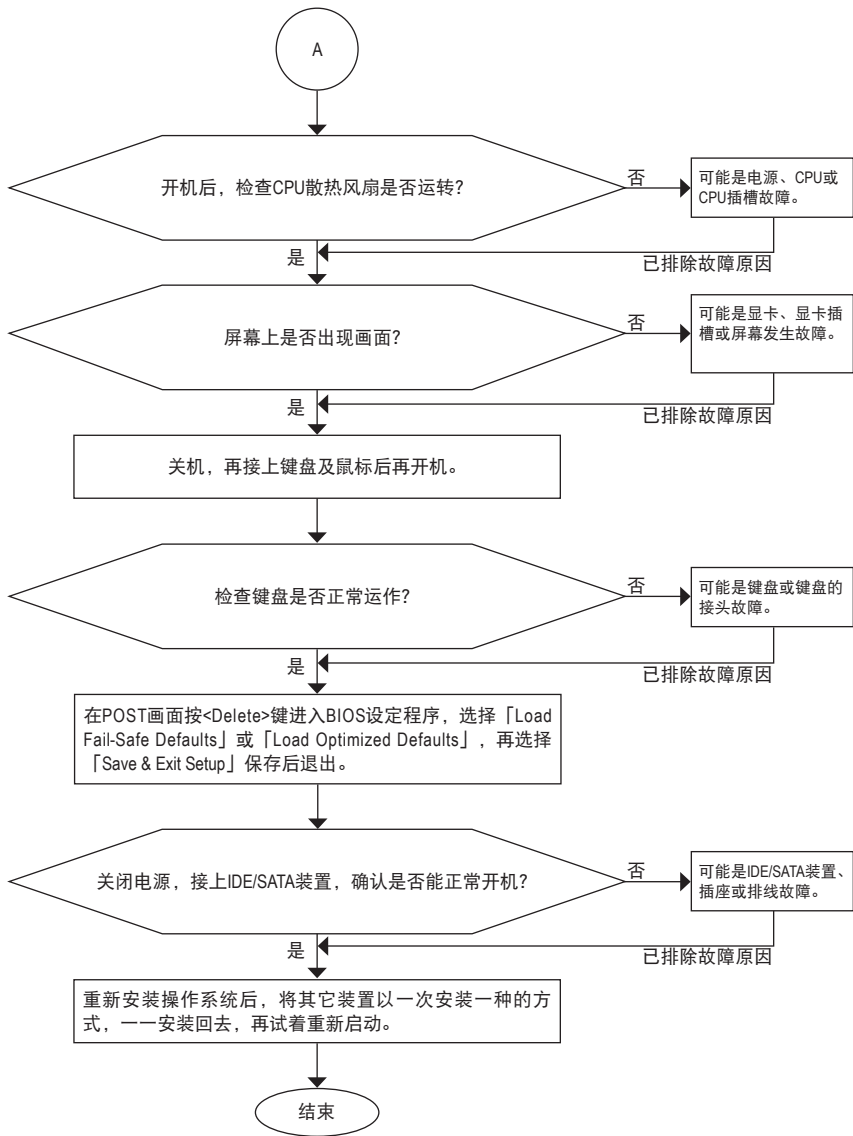 A
开机后，检查CPU散热风扇是否运转？
否
可能是电源、CPU或
CPU插槽故障。
是
已排除故障原因
屏幕上是否出现画面？
否
可能是显卡、显卡插
槽或屏幕发生故障。
是
已排除故障原因
关机，再接上键盘及鼠标后再开机。
检查键盘是否正常运作？
否
可能是键盘或键盘的
接头故障。
是
已排除故障原因
在POST画面按<Delete>键进入BIOS设定程序，选择「Load
Fail-Safe Defaults」或「Load Optimized Defaults」，再选择
「Save & Exit Setup」保存后退出。
关闭电源，接上IDE/SATA装置，确认是否能正常开机？
否
可能是IDE/SATA装置、
插座或排线故障。
是
已排除故障原因
重新安装操作系统后，将其它装置以一次安装一种的方
式，一一安装回去，再试着重新启动。
结束